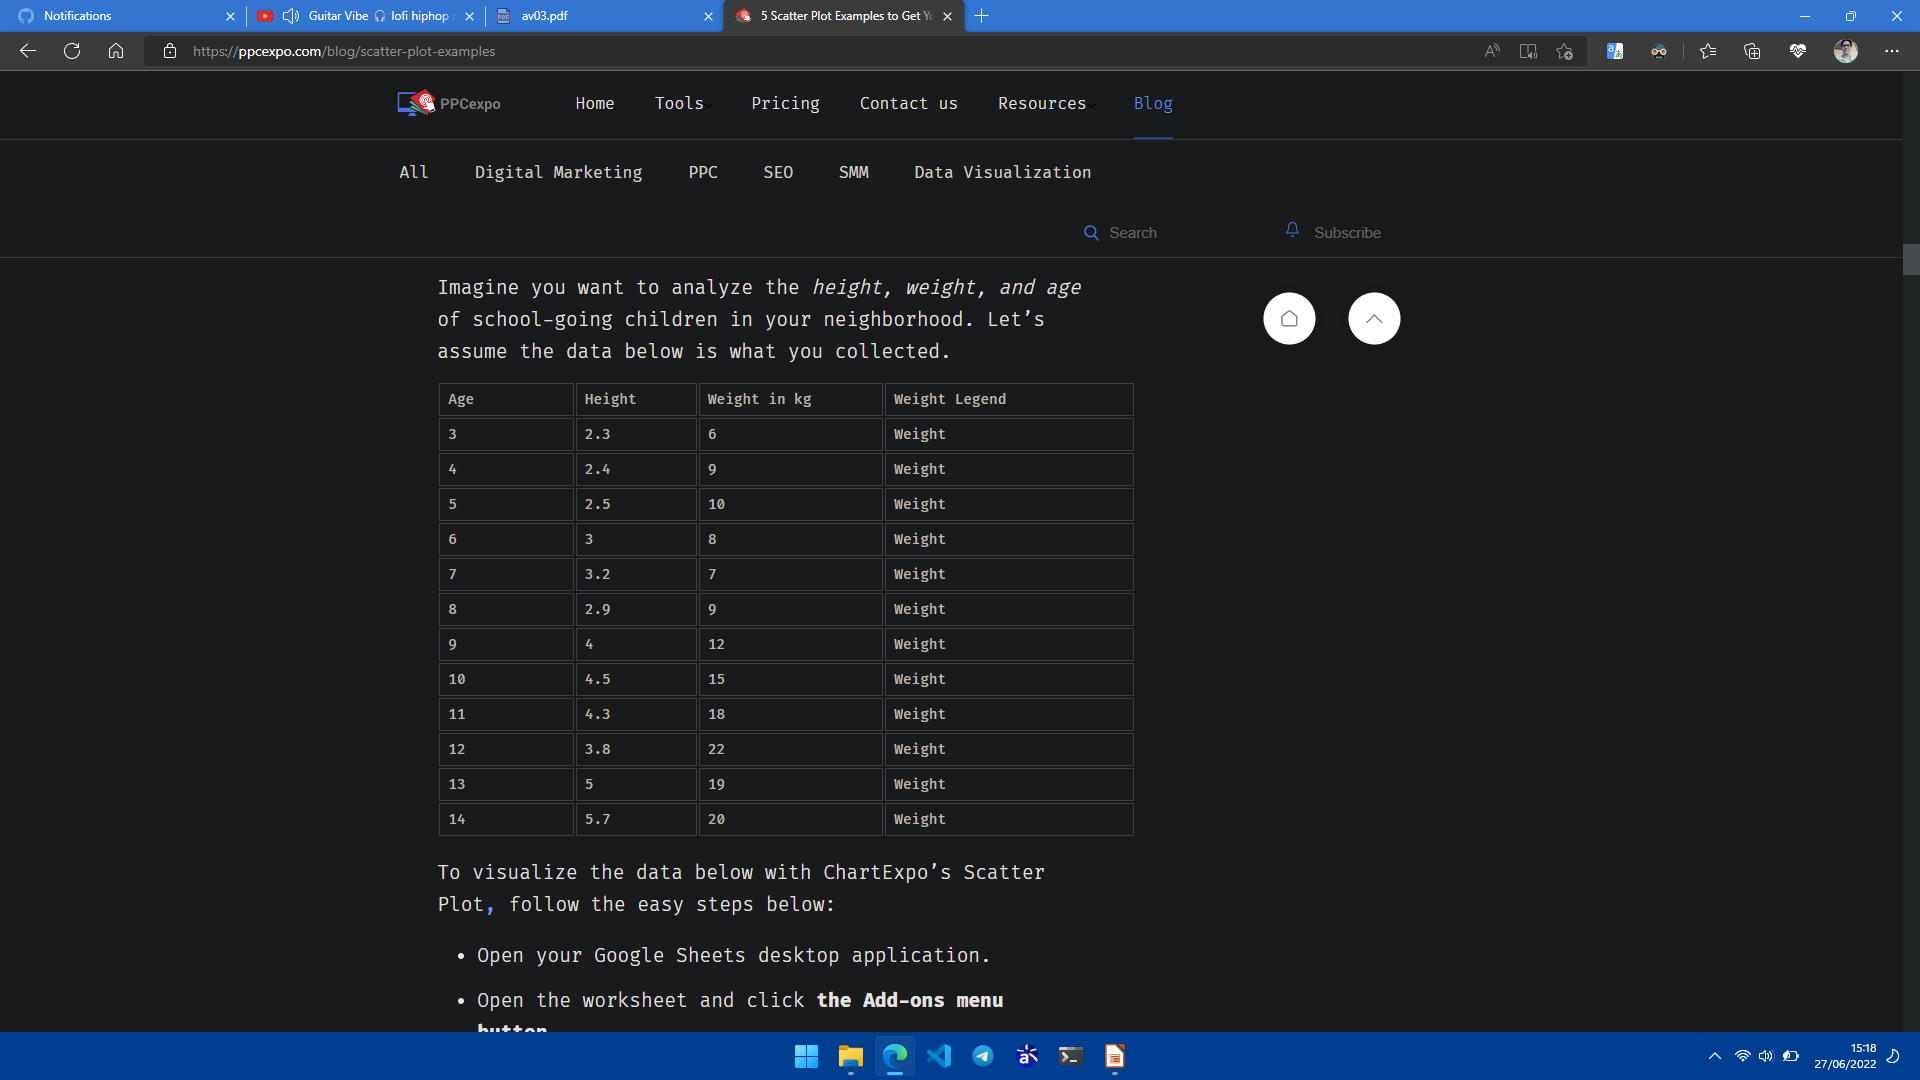 Notifications
Guitar Vibe 🎧 lofi hiphop
av03.pdf
5 Scatter Plot Examples to Get Yo
https://ppcexpo.com/blog/scatter-plot-examples
PPCexpo
Home Tools Pricing Contact us Resources Blog
All Digital Marketing PPC SEO SMM Data Visualization
Search Subscribe
Imagine you want to analyze the height, weight, and age
of school-going children in your neighborhood. Let’s
assume the data below is what you collected.
Age Height Weight in kg Weight Legend
3 2.3 6 Weight
4 2.4 9 Weight
5 2.5 10 Weight
6 3 8 Weight
7 3.2 7 Weight
8 2.9 9 Weight
9 4 12 Weight
10 4.5 15 Weight
11 4.3 18 Weight
12 3.8 22 Weight
13 5 19 Weight
14 5.7 20 Weight
To visualize the data below with ChartExpo’s Scatter
Plot, follow the easy steps below:
• Open your Google Sheets desktop application.
• Open the worksheet and click the Add-ons menu
button
15:18
27/06/2022